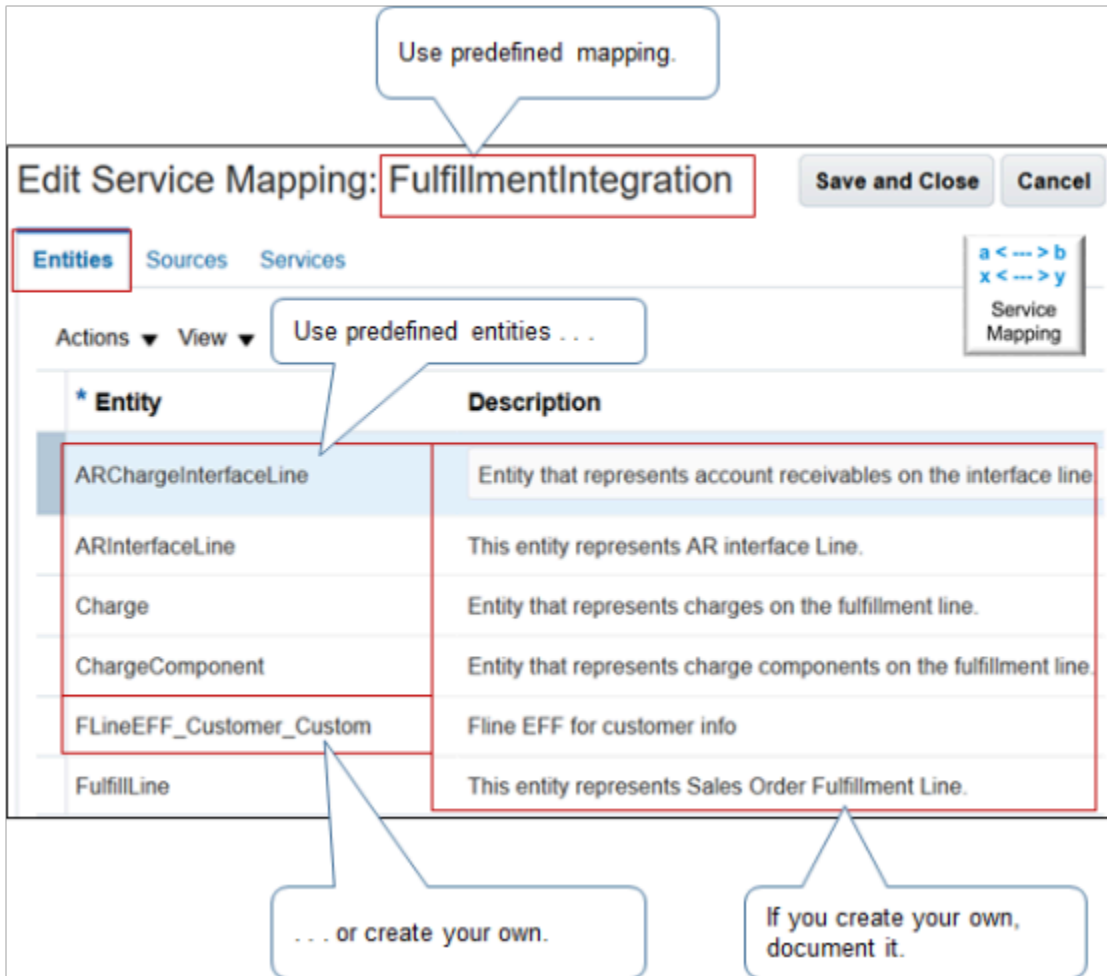 Use predefined mapping.
Edit Service Mapping: FulfillmentIntegration
Save and Close
Cancel
Entities
Sources
Services
a < --- > b
x < --- > y
Service
Mapping
Actions
View
Use predefined entities . . .
* Entity
Description
ARChargeInterfaceLine
Entity that represents account receivables on the interface line
ARInterfaceLine
This entity represents AR interface Line.
Charge
Entity that represents charges on the fulfillment line.
ChargeComponent
Entity that represents charge components on the fulfillment line.
FLineEFF_Customer_Custom
Fline EFF for customer info
FulfillLine
This entity represents Sales Order Fulfillment Line.
. . . or create your own.
If you create your own,
document it.